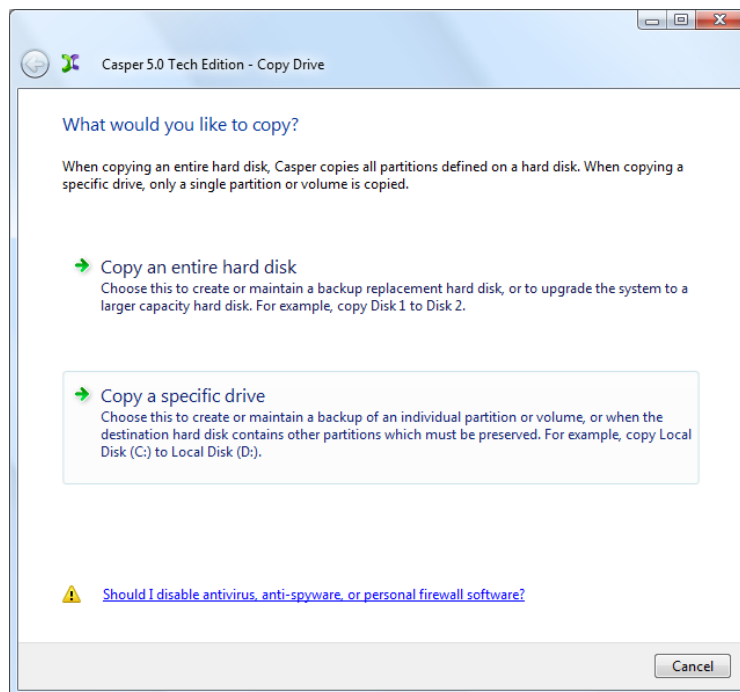 Casper 5.0 Tech Edition - Copy Drive
What would you like to copy?
When copying an entire hard disk, Casper copies all partitions defined on a hard disk. When copying a
specific drive, only a single partition or volume is copied.
Copy an entire hard disk
Choose this to create or maintain a backup replacement hard disk, or to upgrade the system to a
larger capacity hard disk. For example, copy Disk 1 to Disk 2.
Copy a specific drive
Choose this to create or maintain a backup of an individual partition or volume, or when the
destination hard disk contains other partitions which must be preserved. For example, copy Local
Disk (C:) to Local Disk (D:).
Should I disable antivirus, anti-spyware, or personal firewall software?
Cancel